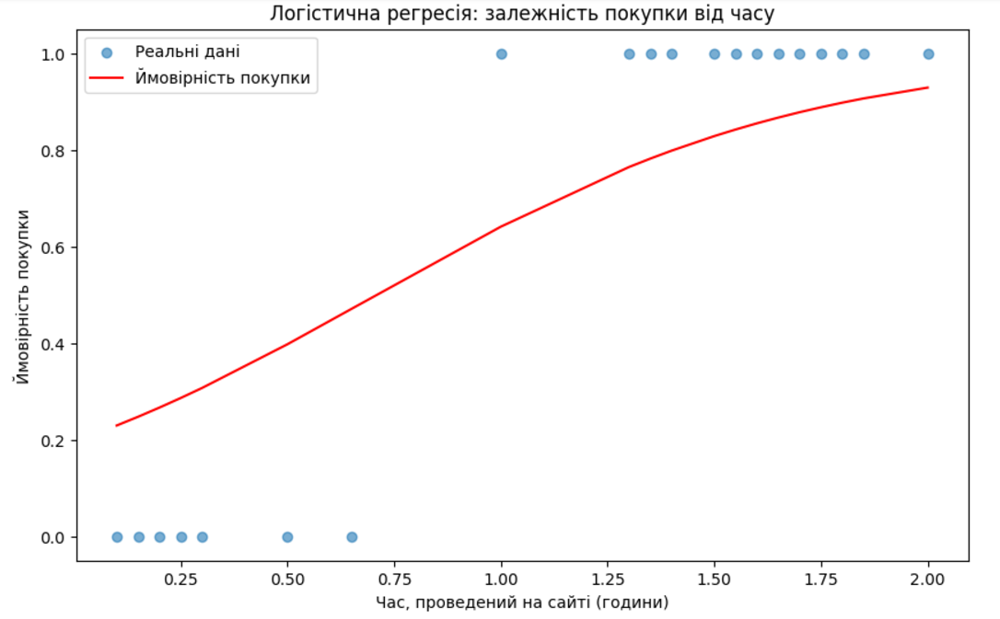 Логістична регресія: залежність покупки від часу
Реальні дані
Ймовірність покупки
1.0
0.8
0.6
0.4
0.2
0.0
Ймовірність покупки
0.25 0.50 0.75 1.00 1.25 1.50 1.75 2.00
Час, проведений на сайті (години)